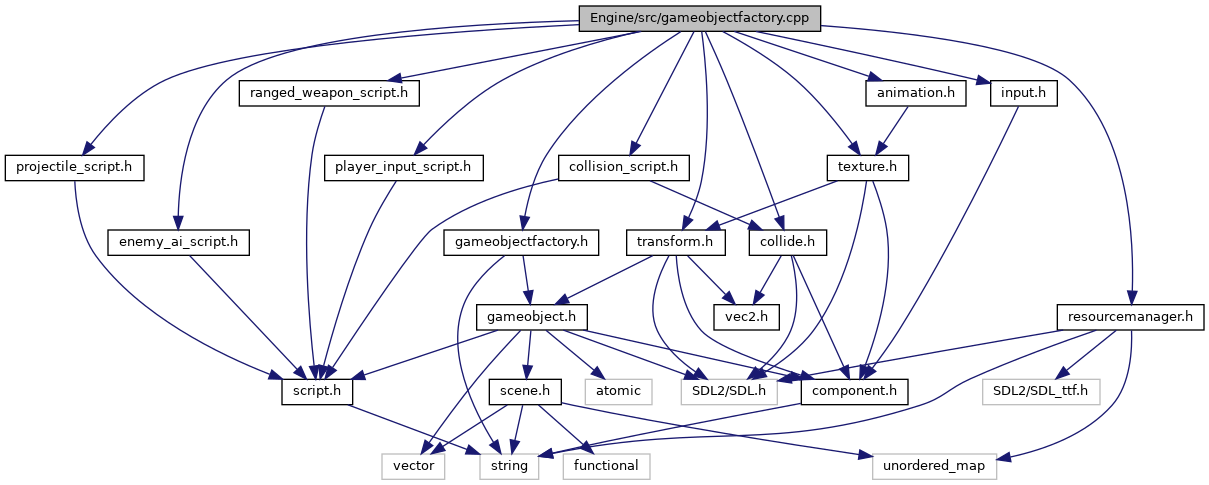 Engine/src/gameobjectfactory.cpp
ranged_weapon_script.h
animation.h
input.h
projectile_script.h
player_input_script.h
collision_script.h
texture.h
enemy_ai_script.h
gameobjectfactory.h
transform.h
collide.h
gameobject.h
vec2.h
resourcemanager.h
script.h
scene.h
atomic
SDL2/SDL.h
component.h
SDL2/SDL_ttf.h
vector
string
functional
unordered_map